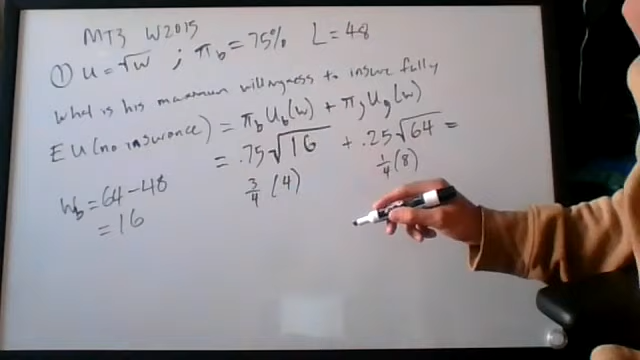 MT3 W2015
① U = √w ; π_b = 75% L = 48
What is his maximum willingness to insure fully
EU(no insurance) = π_b U_b(w) + π_g U_g(w)
= .75√16 + .25√64 =
3/4 (4) 1/4 (8)
W_b = 64 - 48
= 16